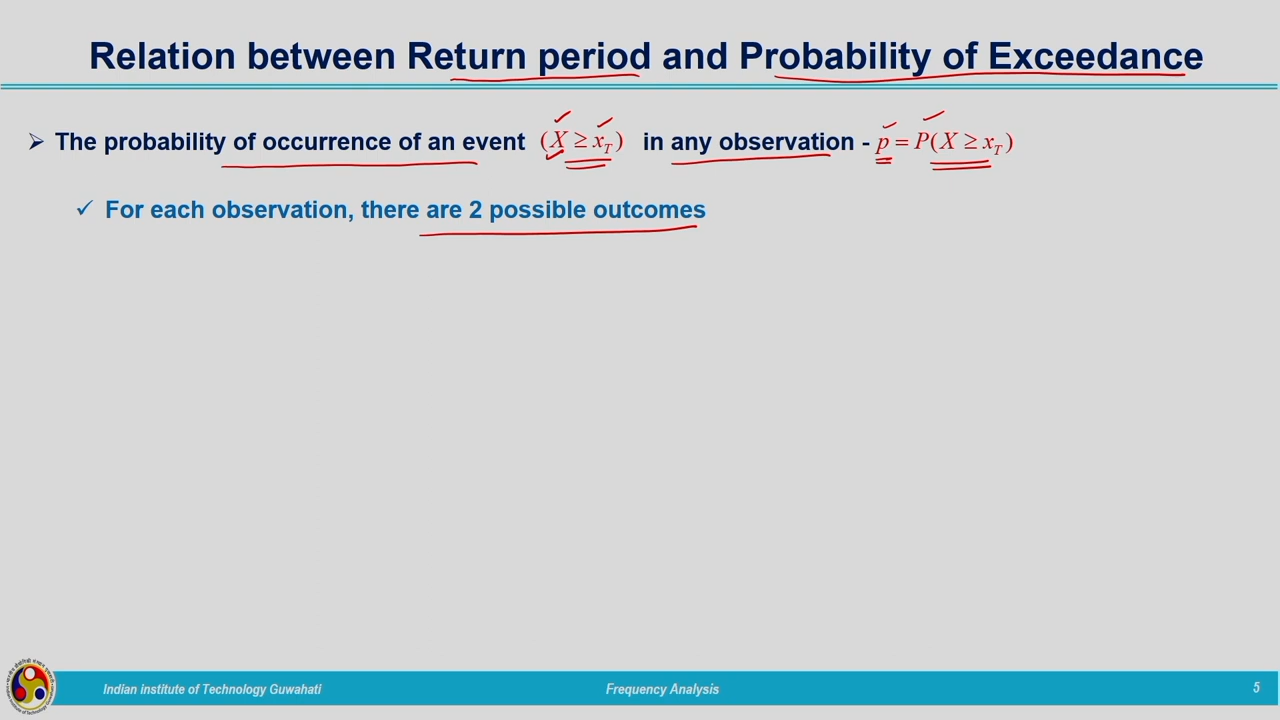 Relation between Return period and Probability of Exceedance
➢ The probability of occurrence of an event (X ≥ x_T) in any observation - p = P(X ≥ x_T)
✓ For each observation, there are 2 possible outcomes
Indian institute of Technology Guwahati Frequency Analysis 5